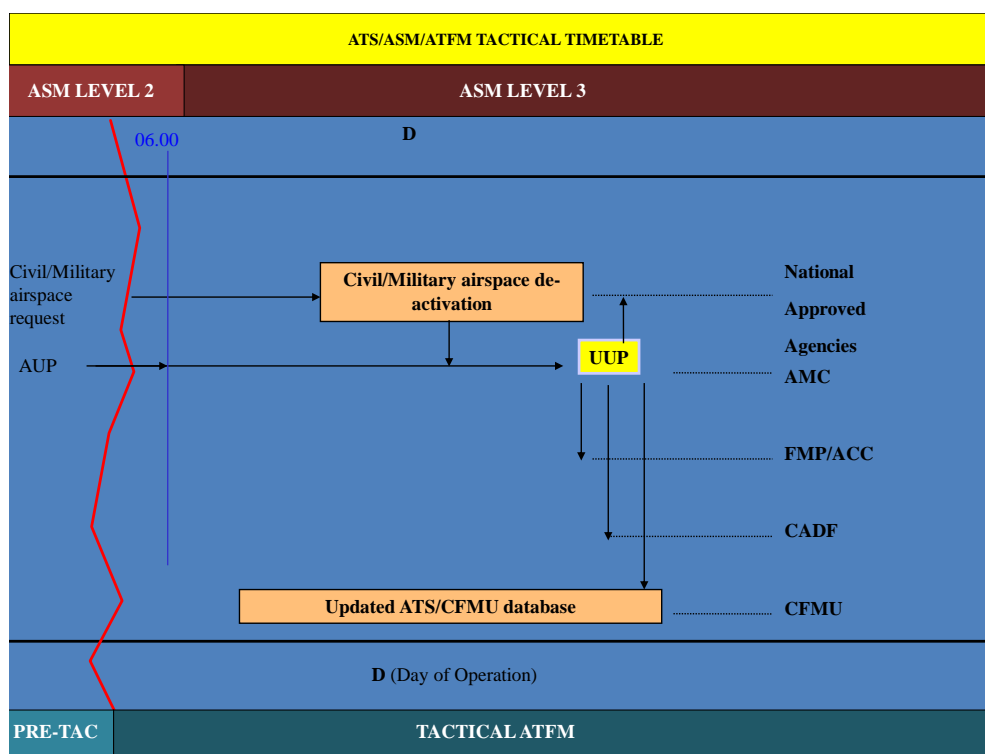 ATS/ASM/ATFM TACTICAL TIMETABLE
ASM LEVEL 2
ASM LEVEL 3
06.00
D
Civil/Military
airspace
request
Civil/Military airspace de-
activation
National
Approved
Agencies
AUP
UUP
AMC
FMP/ACC
CADF
Updated ATS/CFMU database
CFMU
D (Day of Operation)
PRE-TAC
TACTICAL ATFM